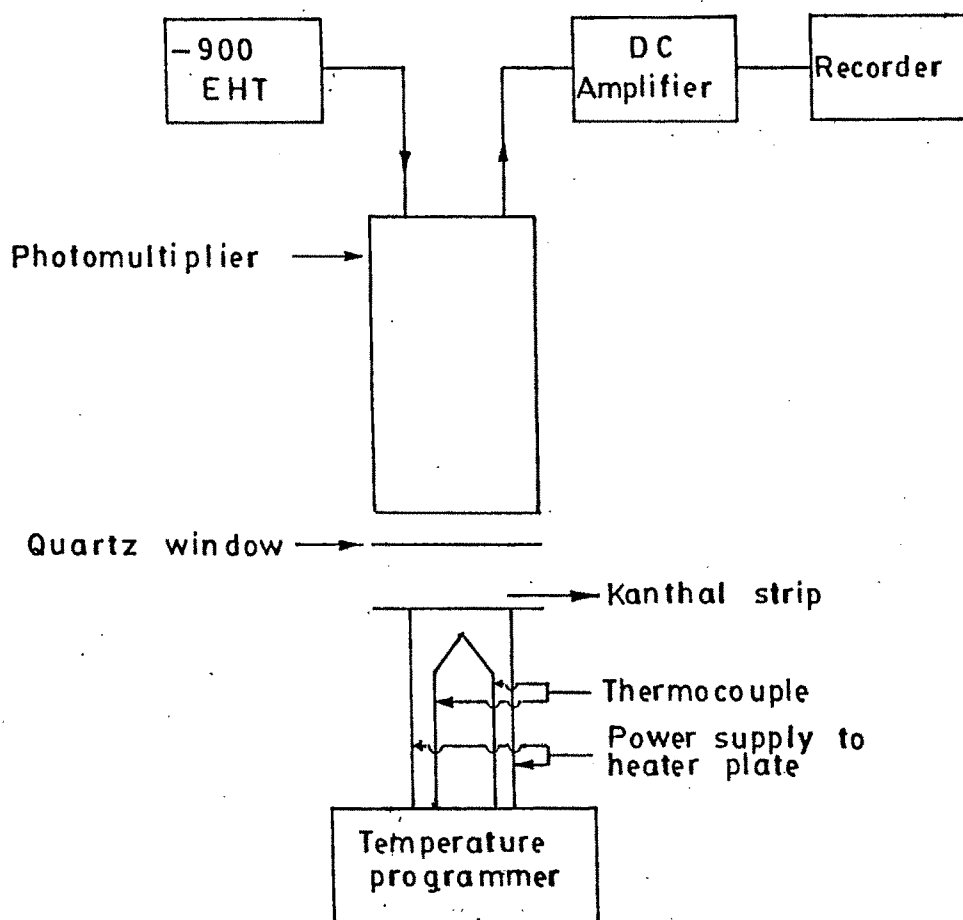 -900
EHT
DC
Amplifier
Recorder
Photomultiplier
Quartz window
Kanthal strip
Thermocouple
Power supply to
heater plate
Temperature
programmer